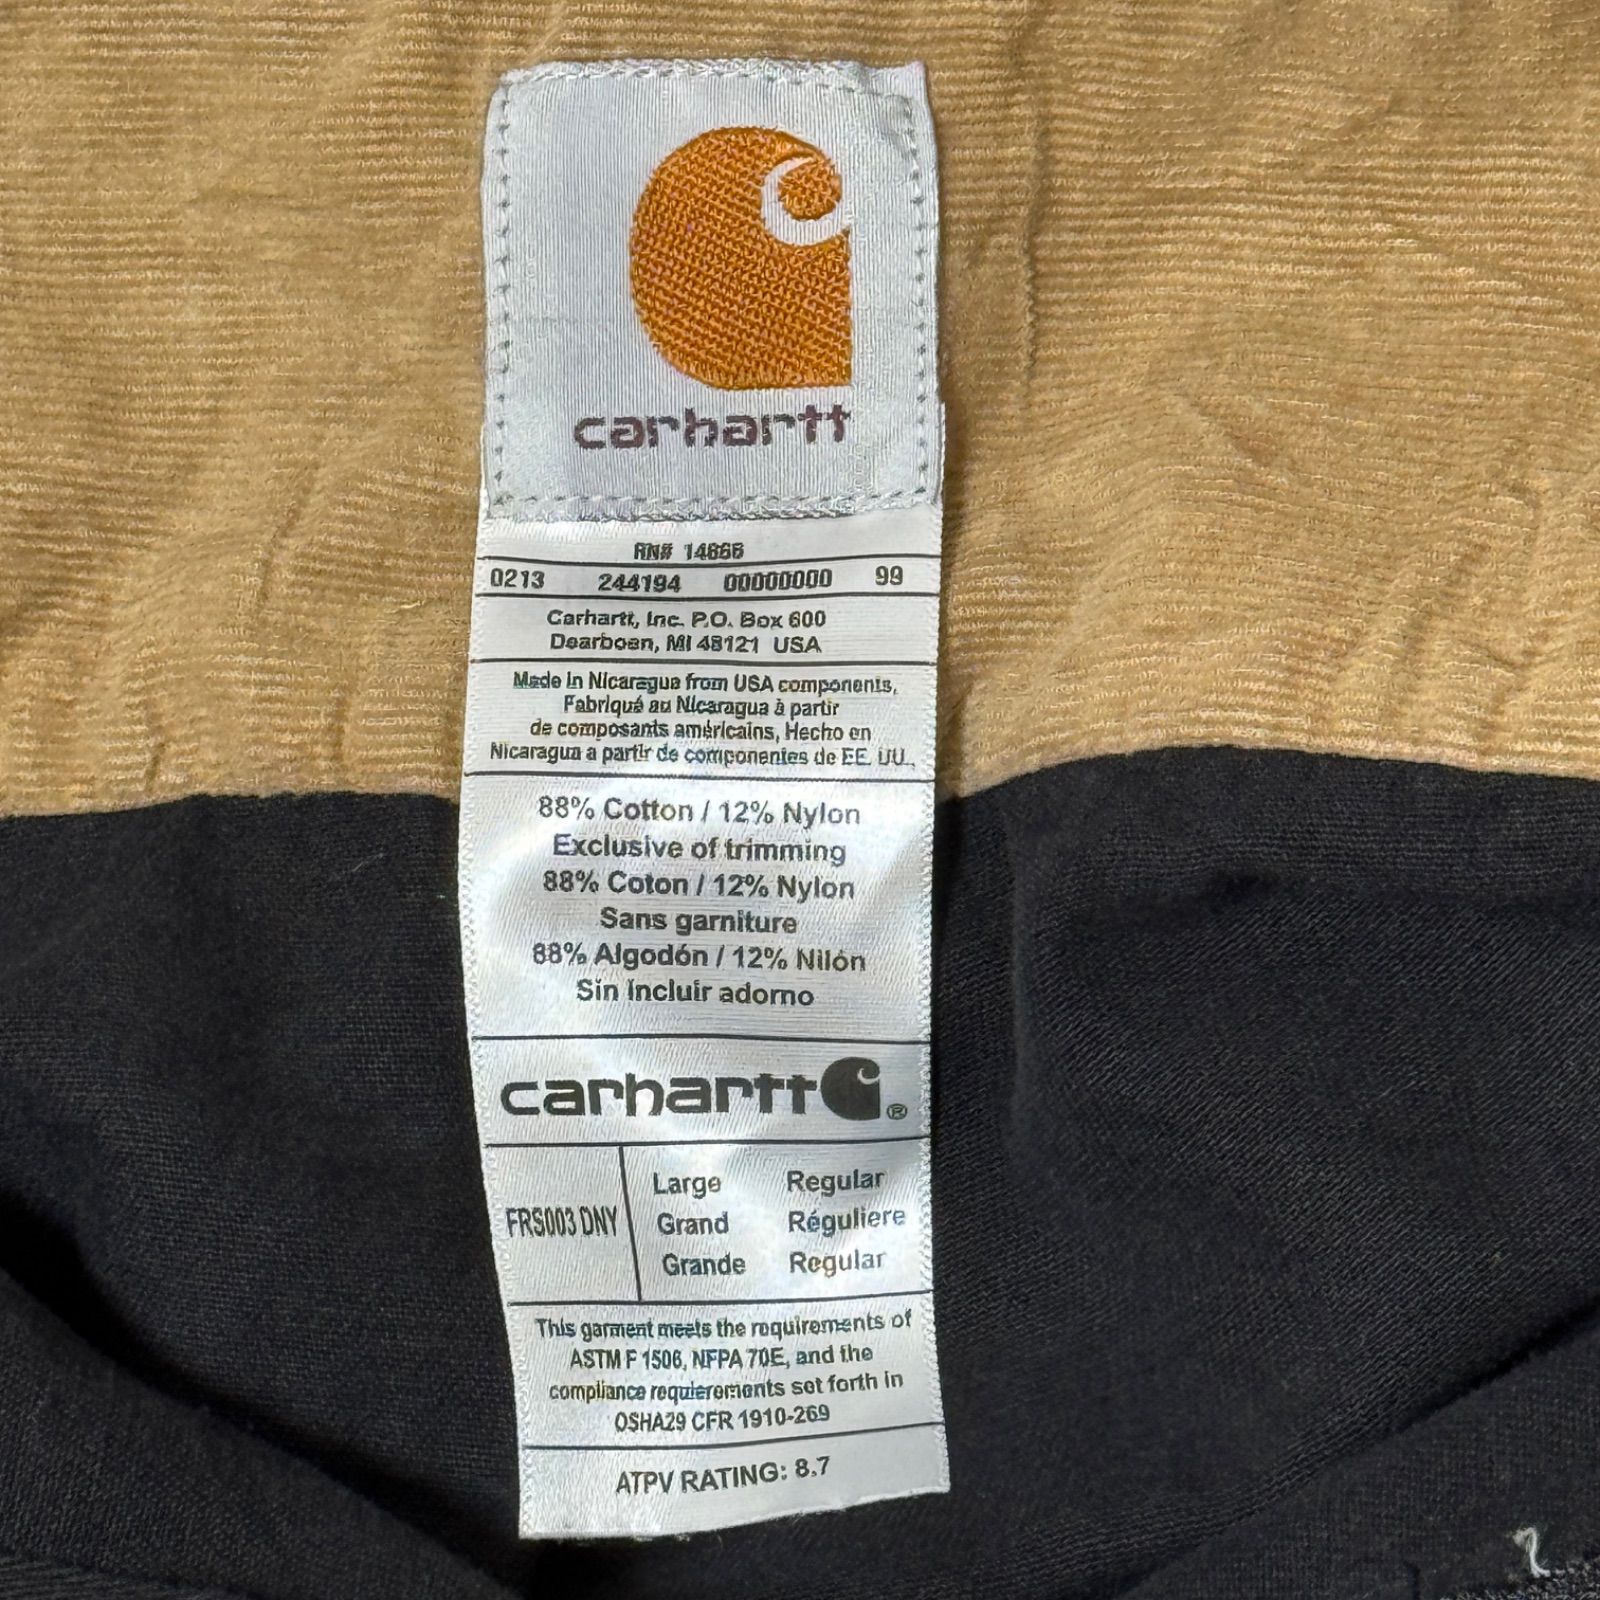 carhartt
RN# 14866
0213 244194 00000000 99
Carhartt, Inc. P.O. Box 600
Dearboen, MI 48121 USA
Made in Nicaragua from USA components,
Fabriqué au Nicaragua à partir
de composants américains, Hecho en
Nicaragua a partir de componentes de EE. UU.,
88% Cotton / 12% Nylon
Exclusive of trimming
88% Coton / 12% Nylon
Sans garniture
88% Algodón / 12% Nilón
Sin Incluir adorno
carhartt ®
FRS003 DNY
Large Regular
Grand Réguliere
Grande Regular
This garment meets the requirements of
ASTM F 1506, NFPA 70E, and the
compliance requierements set forth in
OSHA29 CFR 1910-269
ATPV RATING: 8.7